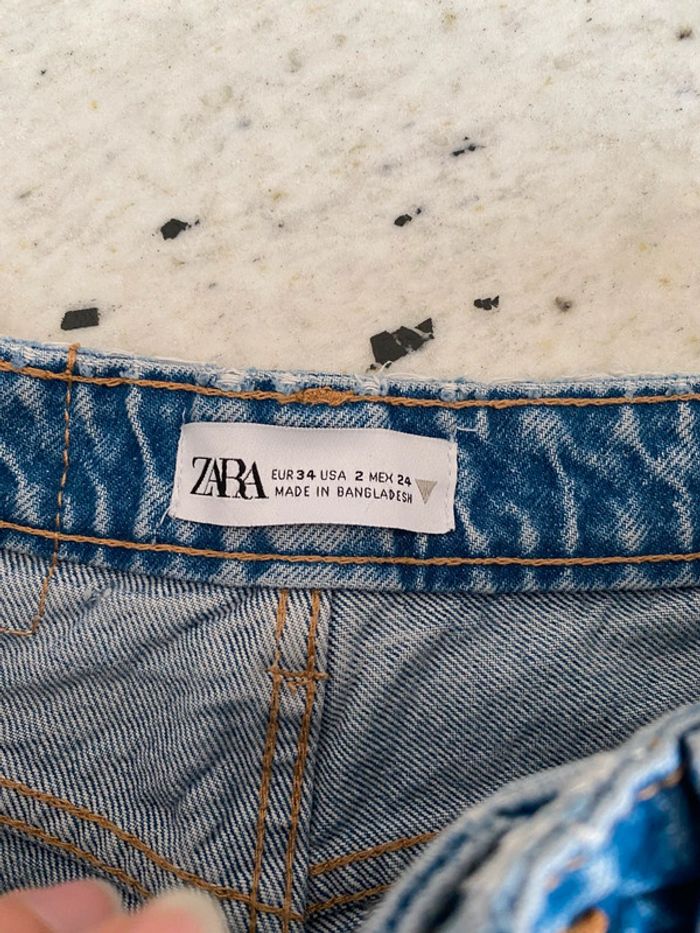 ZARA
EUR 34 USA 2 MEX 24
MADE IN BANGLADESH